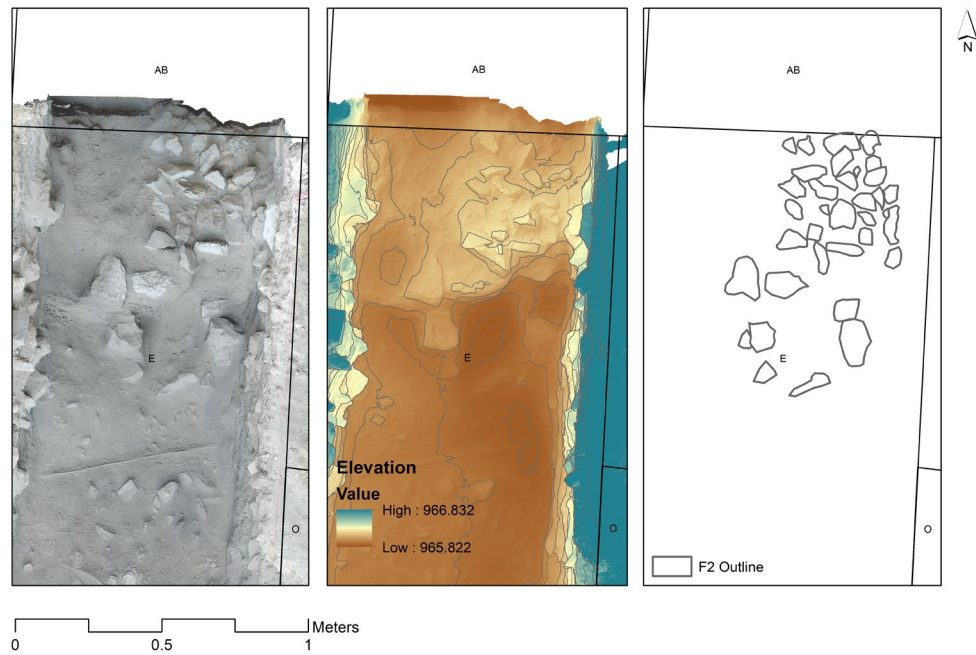 AB
AB
AB
N
E
E
E
Elevation
Value
High : 966.832
Low : 965.822
O
O
F2 Outline
Meters
0
0.5
1